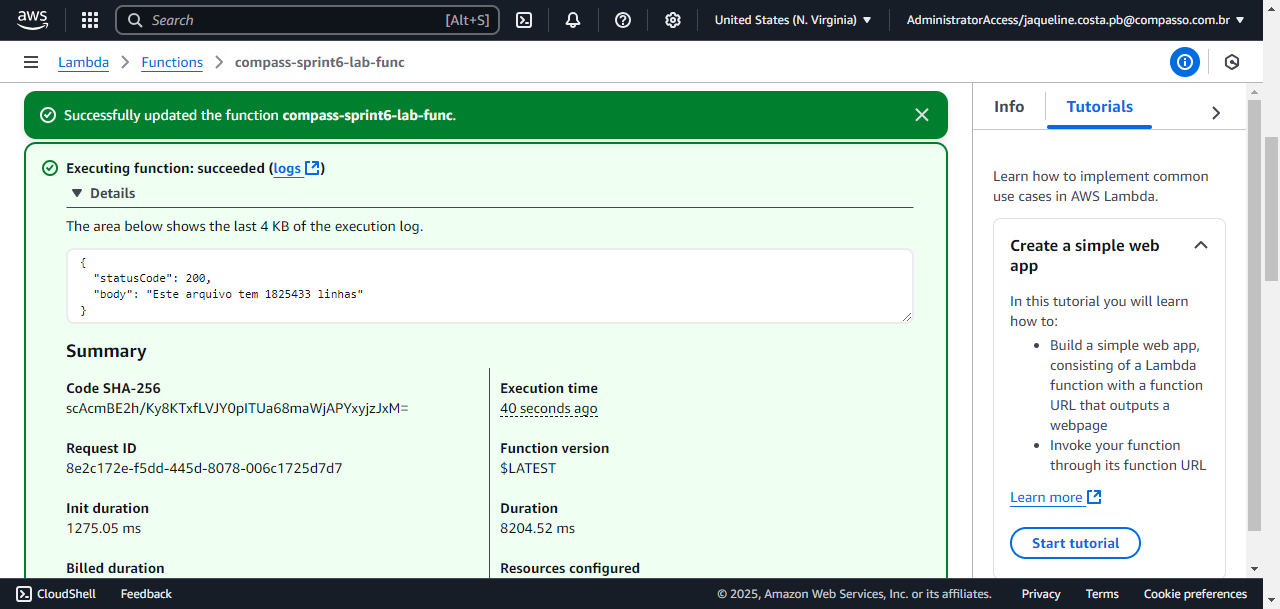 aws
Search [Alt+S]
United States (N. Virginia)
AdministratorAccess/jaqueline.costa.pb@compasso.com.br
Lambda
Functions
compass-sprint6-lab-func
Successfully updated the function compass-sprint6-lab-func.
Executing function: succeeded (logs)
Details
The area below shows the last 4 KB of the execution log.
{
"statusCode": 200,
"body": "Este arquivo tem 1825433 linhas"
}
Summary
Code SHA-256
scAcmBE2h/Ky8KTxfLVJY0pITUa68maWjAPYxyjzJxM=
Execution time
40 seconds ago
Request ID
8e2c172e-f5dd-445d-8078-006c1725d7d7
Function version
$LATEST
Init duration
1275.05 ms
Duration
8204.52 ms
Billed duration
Resources configured
Info
Tutorials
Learn how to implement common
use cases in AWS Lambda.
Create a simple web
app
In this tutorial you will learn
how to:
• Build a simple web app,
consisting of a Lambda
function with a function
URL that outputs a
webpage
• Invoke your function
through its function URL
Learn more
Start tutorial
CloudShell
Feedback
© 2025, Amazon Web Services, Inc. or its affiliates.
Privacy
Terms
Cookie preferences